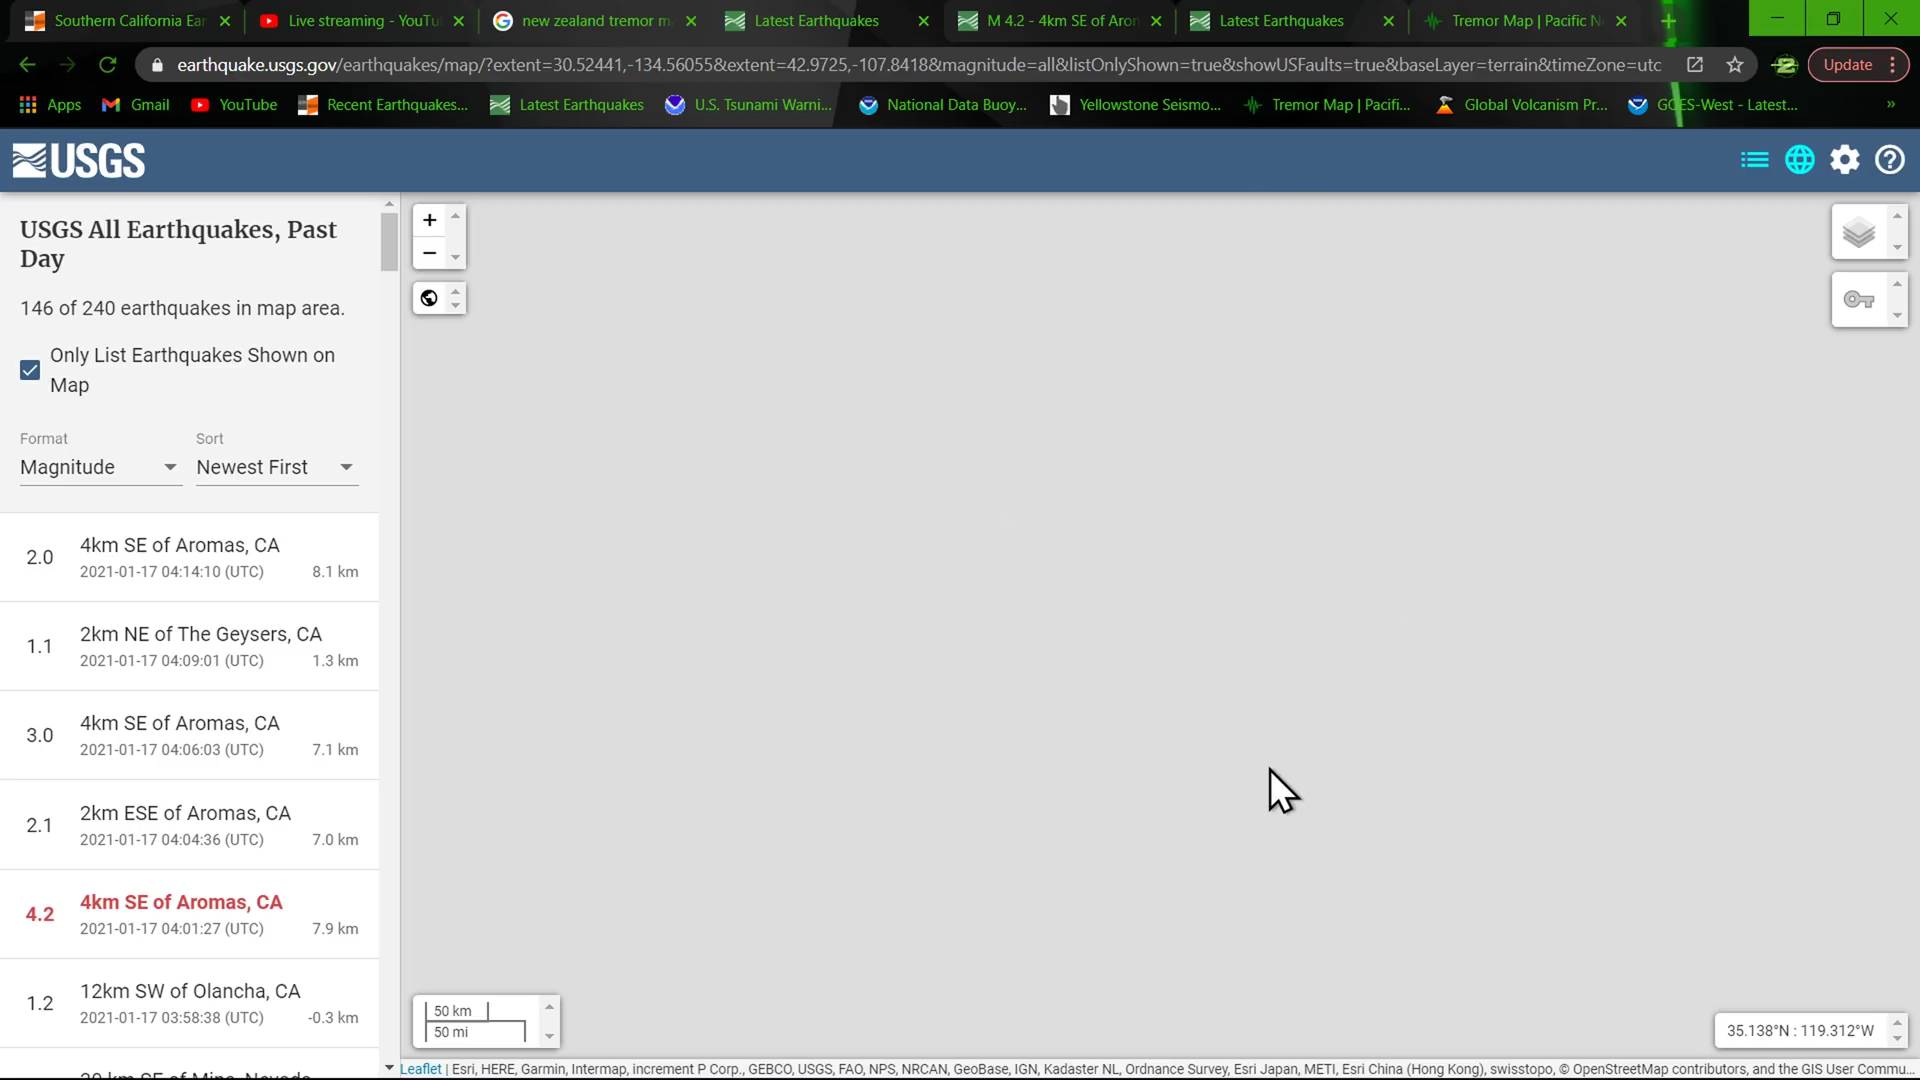 Southern California Ear
Live streaming - YouTu
new zealand tremor m
Latest Earthquakes
M 4.2 - 4km SE of Aron
Latest Earthquakes
Tremor Map | Pacific N
earthquake.usgs.gov/earthquakes/map/?extent=30.52441,-134.56055&extent=42.9725,-107.8418&magnitude=all&listOnlyShown=true&showUSFaults=true&baseLayer=terrain&timeZone=utc
Update
Apps
Gmail
YouTube
Recent Earthquakes...
Latest Earthquakes
U.S. Tsunami Warni...
National Data Buoy...
Yellowstone Seismo...
Tremor Map | Pacifi...
Global Volcanism Pr...
GOES-West - Latest...
USGS
USGS All Earthquakes, Past
Day
146 of 240 earthquakes in map area.
Only List Earthquakes Shown on
Map
Format
Sort
Magnitude
Newest First
2.0
4km SE of Aromas, CA
2021-01-17 04:14:10 (UTC)
8.1 km
1.1
2km NE of The Geysers, CA
2021-01-17 04:09:01 (UTC)
1.3 km
3.0
4km SE of Aromas, CA
2021-01-17 04:06:03 (UTC)
7.1 km
2.1
2km ESE of Aromas, CA
2021-01-17 04:04:36 (UTC)
7.0 km
4.2
4km SE of Aromas, CA
2021-01-17 04:01:27 (UTC)
7.9 km
1.2
12km SW of Olancha, CA
2021-01-17 03:58:38 (UTC)
-0.3 km
+
−
50 km
50 mi
35.138°N : 119.312°W
Leaflet | Esri, HERE, Garmin, Intermap, increment P Corp., GEBCO, USGS, FAO, NPS, NRCAN, GeoBase, IGN, Kadaster NL, Ordnance Survey, Esri Japan, METI, Esri China (Hong Kong), swisstopo, © OpenStreetMap contributors, and the GIS User Commu...